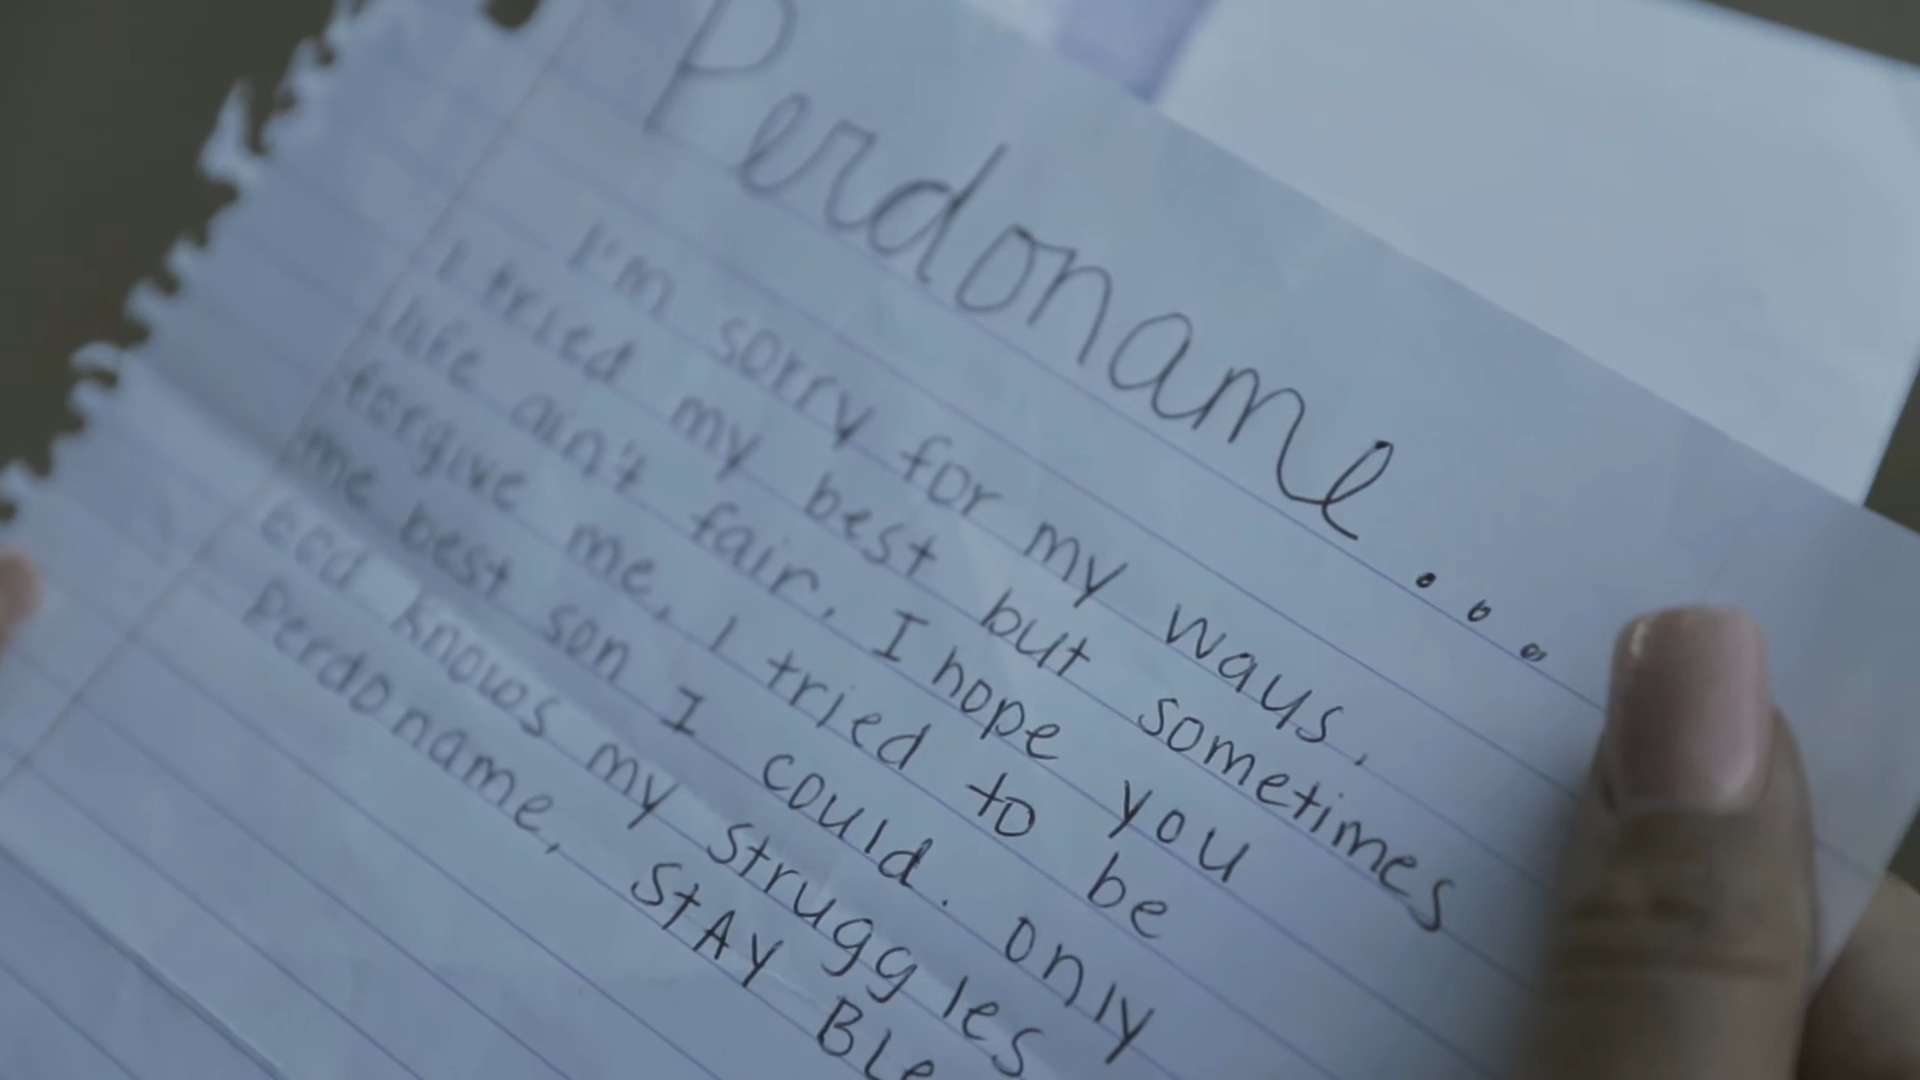 Perdoname...
I'm sorry for my ways.
I tried my best but sometimes
life ain't fair. I hope you
forgive me, I tried to be
me best son I could. only
God knows my struggles
Perdoname, StAy